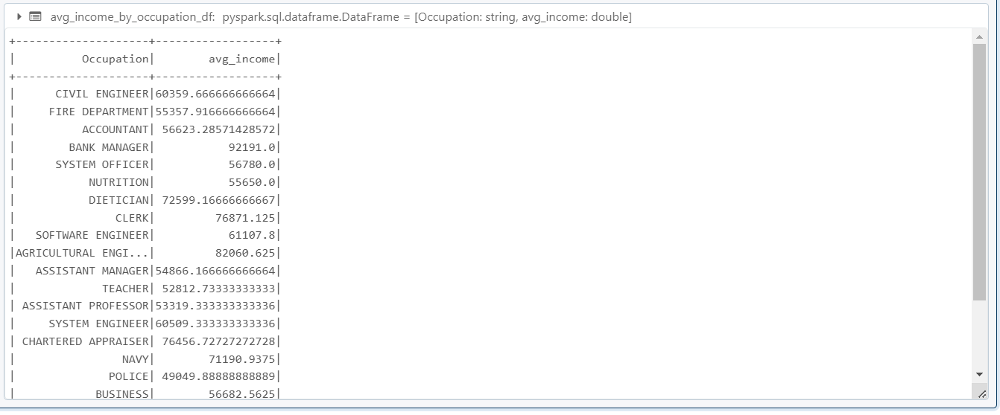 avg_income_by_occupation_df: pyspark.sql.dataframe.DataFrame = [Occupation: string, avg_income: double]
+--------------------+------------------+
|          Occupation|        avg_income|
+--------------------+------------------+
|      CIVIL ENGINEER|60359.666666666664|
|     FIRE DEPARTMENT|55357.916666666664|
|          ACCOUNTANT| 56623.28571428572|
|        BANK MANAGER|           92191.0|
|      SYSTEM OFFICER|           56780.0|
|           NUTRITION|           55650.0|
|           DIETICIAN| 72599.16666666667|
|               CLERK|         76871.125|
|   SOFTWARE ENGINEER|           61107.8|
|AGRICULTURAL ENGI...|         82060.625|
|   ASSISTANT MANAGER|54866.166666666664|
|             TEACHER| 52812.73333333333|
| ASSISTANT PROFESSOR|53319.333333333336|
|     SYSTEM ENGINEER|60509.333333333336|
| CHARTERED APPRAISER| 76456.72727272728|
|                NAVY|        71190.9375|
|              POLICE| 49049.88888888889|
|            BUSINESS|        56682.5625|